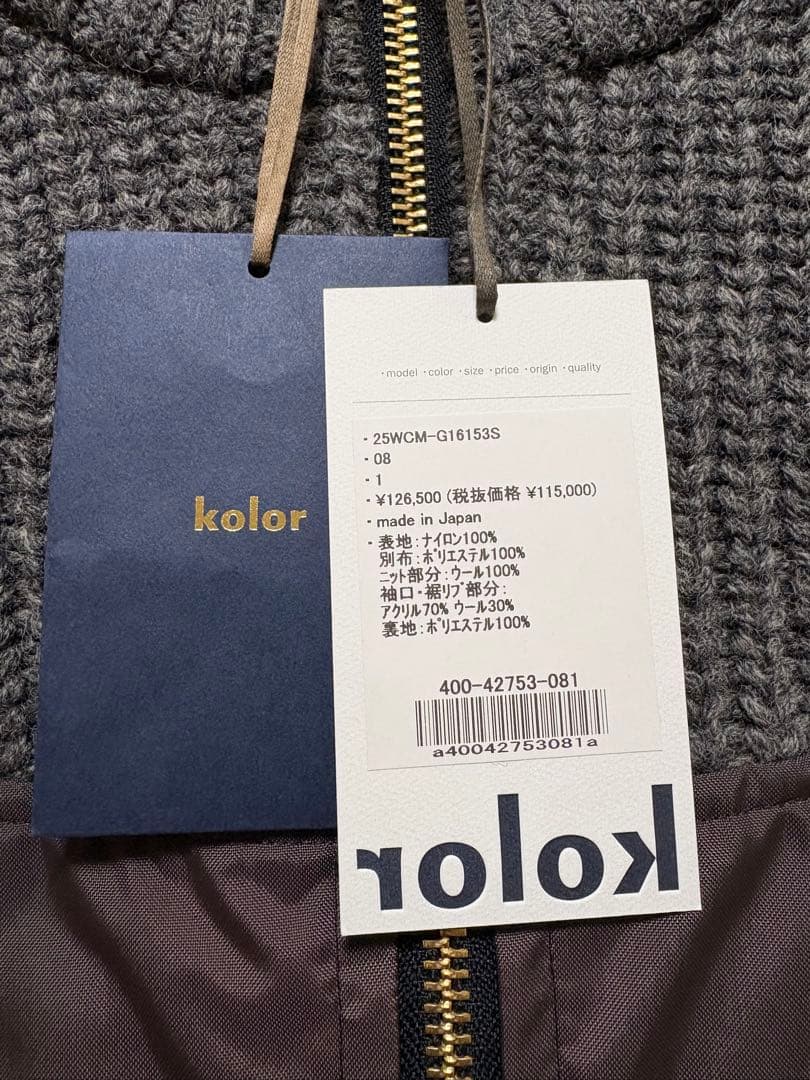 kolor
・model ・color ・size ・price ・origin ・quality
・25WCM-G16153S
・08
・1
・¥126,500 (税抜価格 ¥115,000)
・made in Japan
・表地:ナイロン100%
別布:ポリエステル100%
ニット部分:ウール100%
袖口・裾リブ部分:
アクリル70% ウール30%
裏地:ポリエステル100%
400-42753-081
a40042753081a
kolor